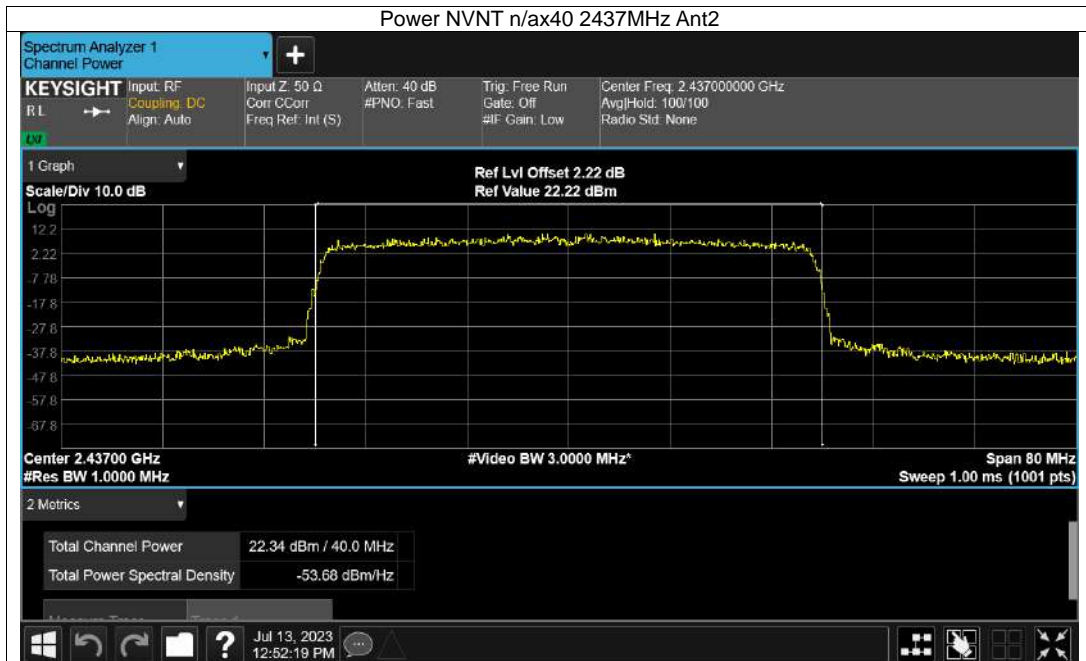 Power NVNT n/ax40 2437MHz Ant2
Spectrum Analyzer 1
Channel Power
+
KEYSIGHT Input: RF Input Z: 50 Ω Atten: 40 dB Trig: Free Run Center Freq: 2.437000000 GHz
R L Coupling: DC Corr CCorr #PNO: Fast Gate: Off Avg|Hold: 100/100
Align: Auto Freq Ref: Int (S) #IF Gain: Low Radio Std: None
LXI
1 Graph Ref Lvl Offset 2.22 dB
Scale/Div 10.0 dB Ref Value 22.22 dBm
Log
12.2
2.22
-7.78
-17.8
-27.8
-37.8
-47.8
-57.8
-67.8
Center 2.43700 GHz #Video BW 3.0000 MHz* Span 80 MHz
#Res BW 1.0000 MHz Sweep 1.00 ms (1001 pts)
2 Metrics
Total Channel Power 22.34 dBm / 40.0 MHz
Total Power Spectral Density -53.68 dBm/Hz
? Jul 13, 2023
12:52:19 PM